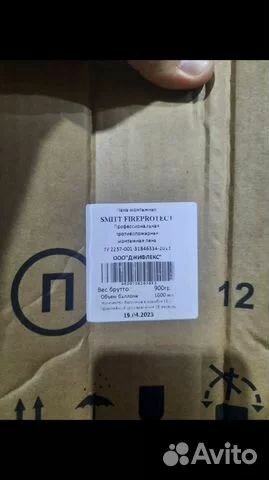 Пена монтажная
SMITT FIREPROTECT
Профессиональная
противопожарная
монтажная пена
ООО"ДЖИФЛЕКС"
Вес брутто 900гр.
Объем баллона 1000 мл
19.04.2023
П
12
Avito